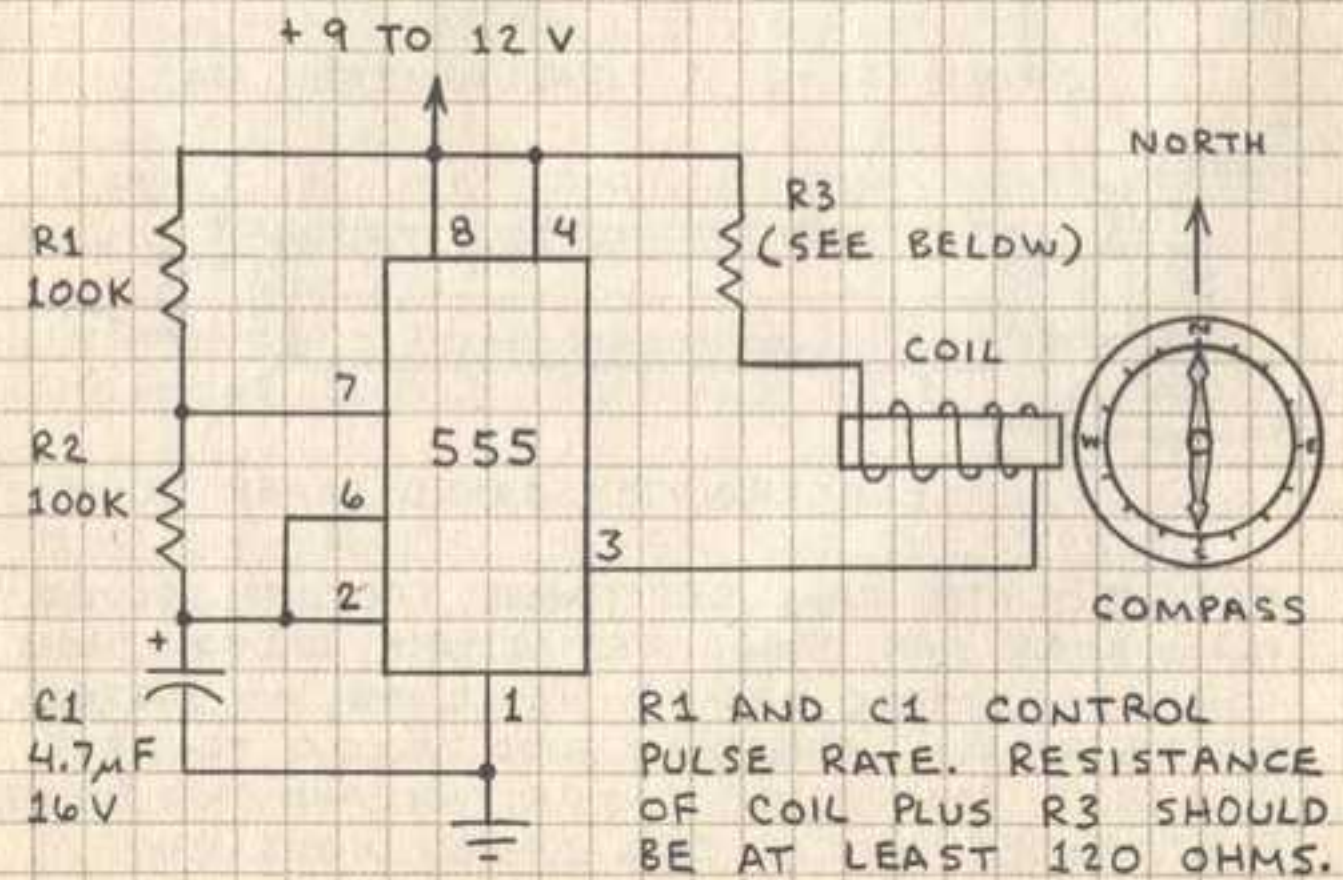 + 9 TO 12 V
NORTH
R3
(SEE BELOW)
8
4
R1
100K
COIL
N
7
W
E
555
R2
100K
6
S
3
2
COMPASS
+
C1
4.7μF
16V
1
R1 AND C1 CONTROL
PULSE RATE. RESISTANCE
OF COIL PLUS R3 SHOULD
BE AT LEAST 120 OHMS.